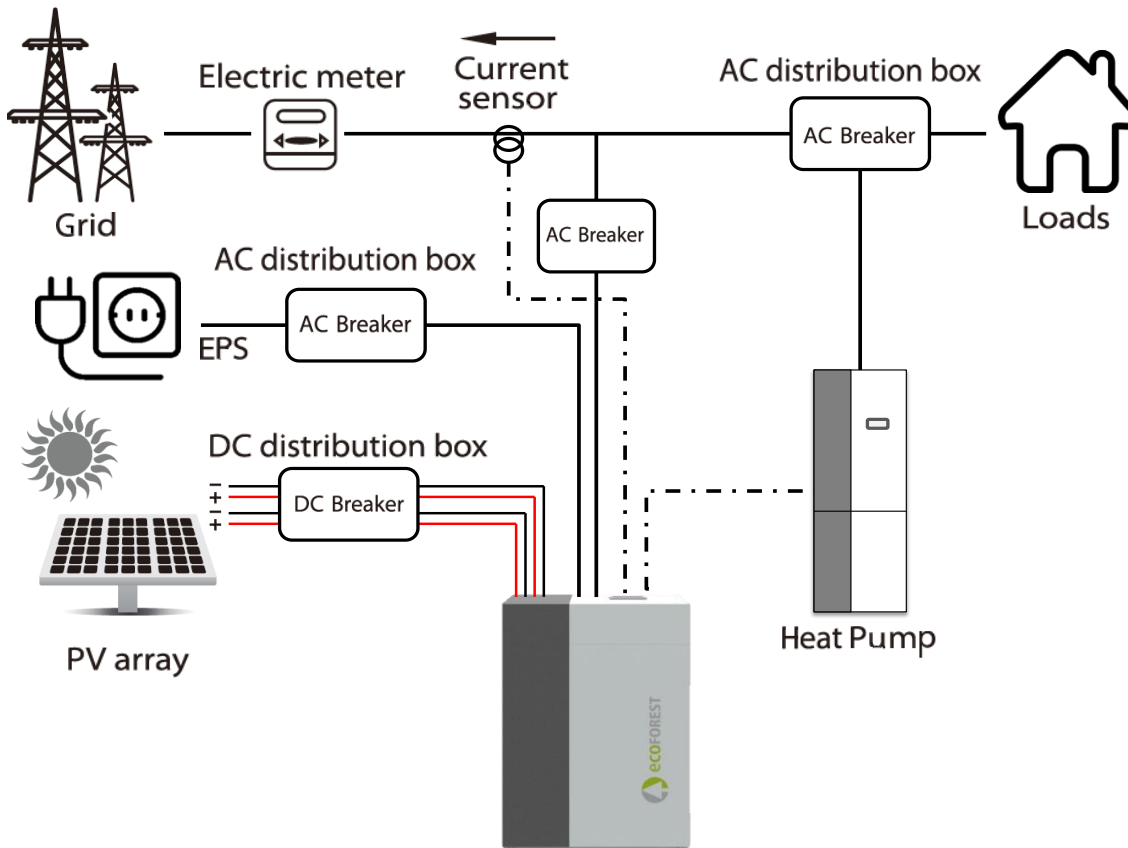 Electric meter
Current
sensor
AC distribution box
AC Breaker
Grid
Loads
AC Breaker
AC distribution box
AC Breaker
EPS
DC distribution box
DC Breaker
−
+
−
+
PV array
Heat Pump
ecoFOREST